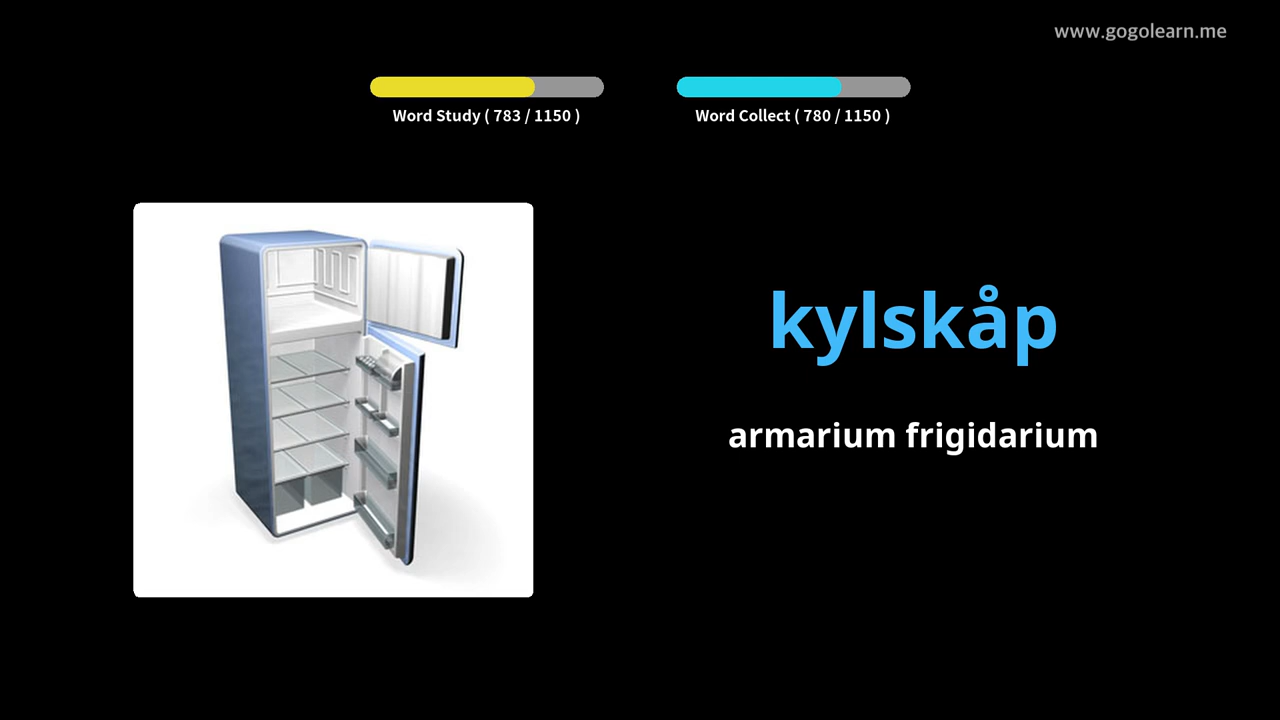 www.gogolearn.me
Word Study ( 783 / 1150 )
Word Collect ( 780 / 1150 )
kylskåp
armarium frigidarium